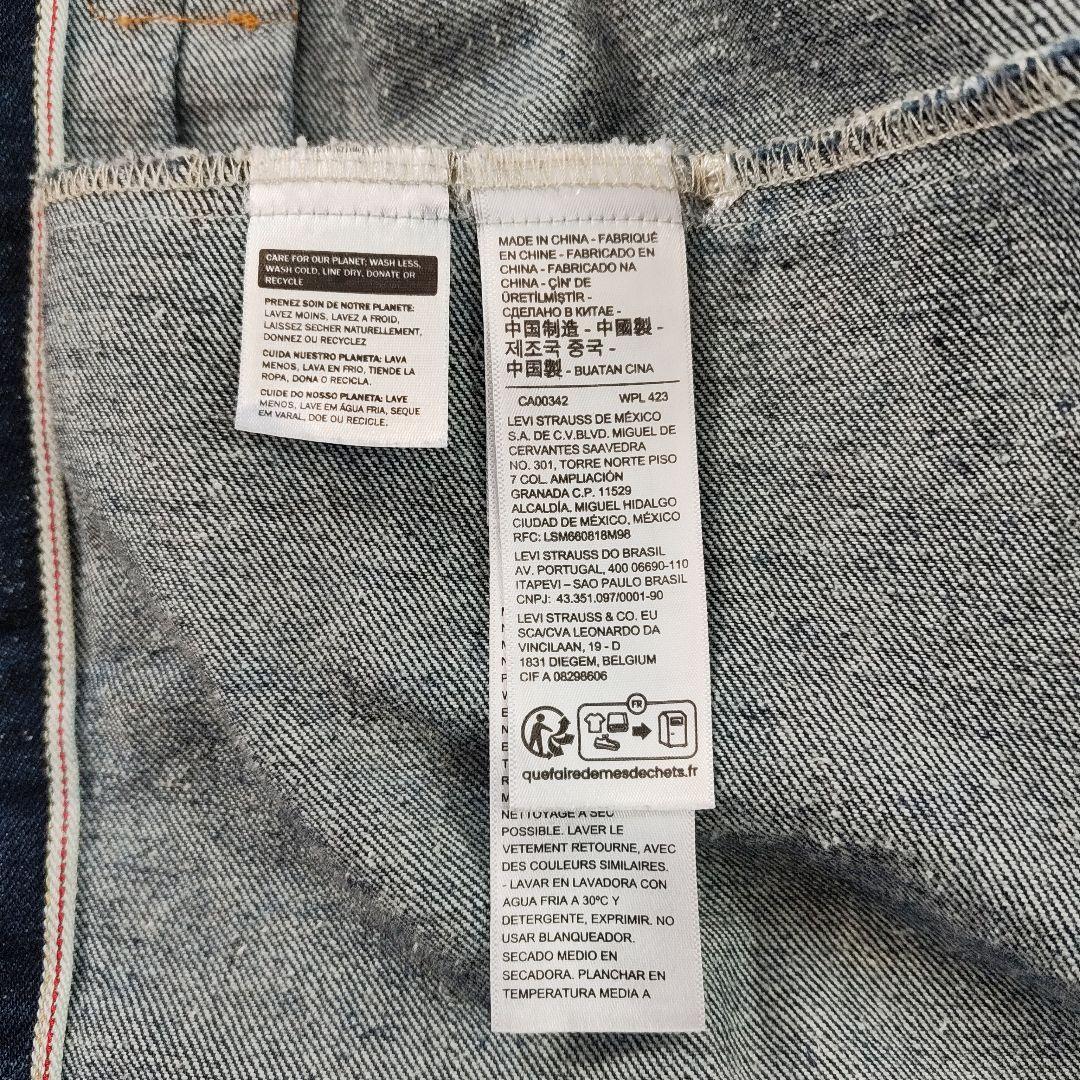 CARE FOR OUR PLANET: WASH LESS,
WASH COLD, LINE DRY, DONATE OR
RECYCLE
PRENEZ SOIN DE NOTRE PLANETE:
LAVEZ MOINS, LAVEZ A FROID,
LAISSEZ SECHER NATURELLEMENT,
DONNEZ OU RECYCLEZ
CUIDA NUESTRO PLANETA: LAVA
MENOS, LAVA EN FRIO, TIENDE LA
ROPA, DONA O RECICLA.
CUIDE DO NOSSO PLANETA: LAVE
MENOS, LAVE EM ÁGUA FRIA, SEQUE
EM VARAL, DOE OU RECICLE.
MADE IN CHINA - FABRIQUÉ
EN CHINE - FABRICADO EN
CHINA - FABRICADO NA
CHINA - ÇİN' DE
ÜRETİLMİŞTİR -
СДЕЛАНО В КИТАЕ -
中国制造 - 中國製 -
제조국 중국 -
中国製 - BUATAN CINA
CA00342 WPL 423
LEVI STRAUSS DE MÉXICO
S.A. DE C.V.BLVD. MIGUEL DE
CERVANTES SAAVEDRA
NO. 301, TORRE NORTE PISO
7 COL. AMPLIACIÓN
GRANADA C.P. 11529
ALCALDÍA. MIGUEL HIDALGO
CIUDAD DE MÉXICO, MÉXICO
RFC: LSM660818M98
LEVI STRAUSS DO BRASIL
AV. PORTUGAL, 400 06690-110
ITAPEVI – SAO PAULO BRASIL
CNPJ: 43.351.097/0001-90
LEVI STRAUSS & CO. EU
SCA/CVA LEONARDO DA
VINCILAAN, 19 - D
1831 DIEGEM, BELGIUM
CIF A 08298606
FR
quefairedemesdechets.fr
NETTOYAGE A SEC
POSSIBLE. LAVER LE
VETEMENT RETOURNE, AVEC
DES COULEURS SIMILAIRES.
- LAVAR EN LAVADORA CON
AGUA FRIA A 30ºC Y
DETERGENTE, EXPRIMIR. NO
USAR BLANQUEADOR.
SECADO MEDIO EN
SECADORA. PLANCHAR EN
TEMPERATURA MEDIA A